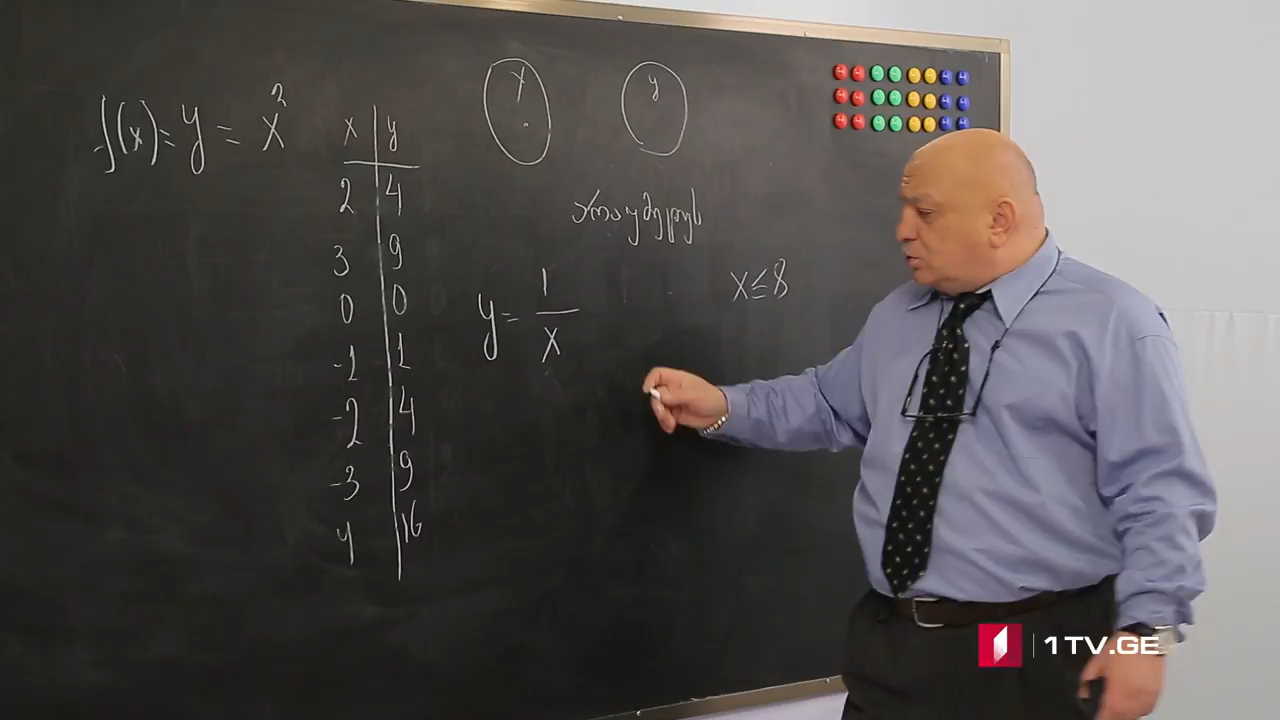 f(x) = y = x²
x y
2 4
3 9
0 0
-1 1
-2 4
-3 9
4 16
x
y
y = 1/x
x ≤ 8
1TV.GE